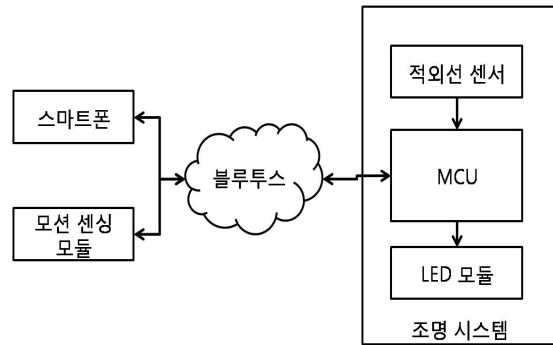 스마트폰
모션 센싱
모듈
블루투스
적외선 센서
MCU
LED 모듈
조명 시스템